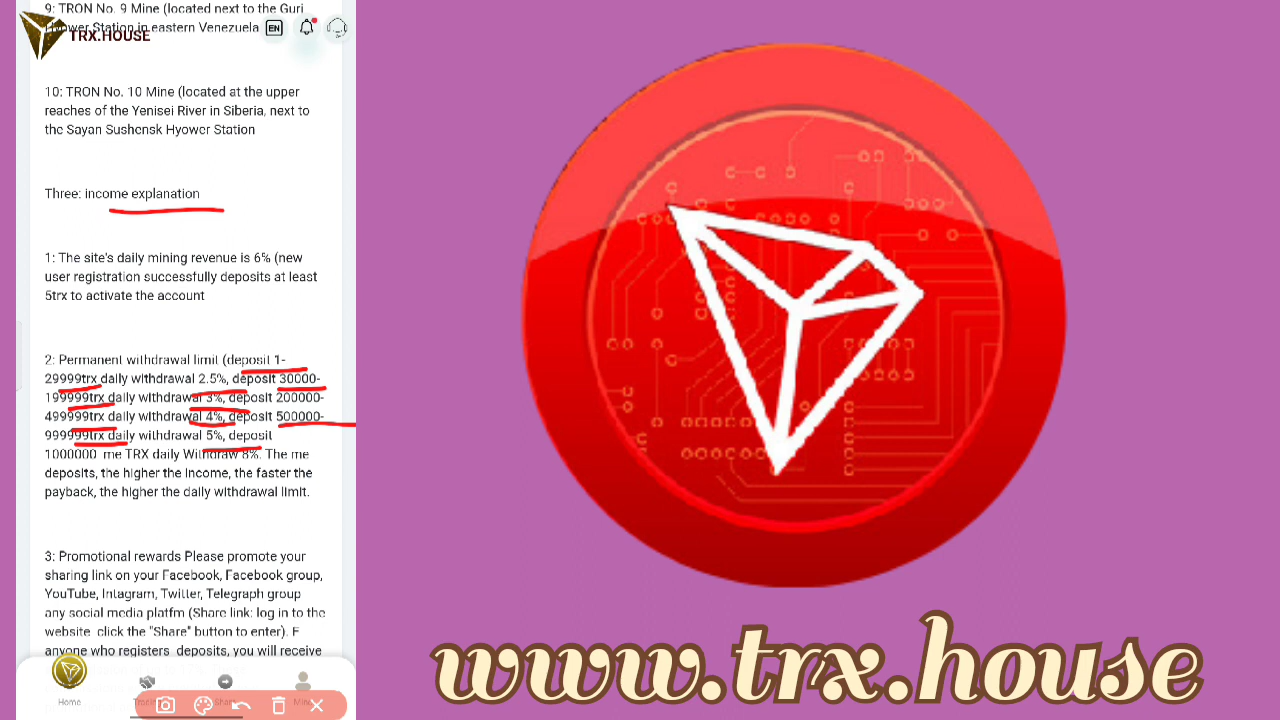 9: TRON No. 9 Mine (located next to the Guri
Hyower Station in eastern Venezuela
EN
TRX.HOUSE
10: TRON No. 10 Mine (located at the upper
reaches of the Yenisei River in Siberia, next to
the Sayan Sushensk Hyower Station
Three: income explanation
1: The site's daily mining revenue is 6% (new
user registration successfully deposits at least
5trx to activate the account
2: Permanent withdrawal limit (deposit 1-
29999trx daily withdrawal 2.5%, deposit 30000-
199999trx daily withdrawal 3%, deposit 200000-
499999trx daily withdrawal 4%, deposit 500000-
999999trx daily withdrawal 5%, deposit
1000000 me TRX daily Withdraw 8%. The me
deposits, the higher the income, the faster the
payback, the higher the daily withdrawal limit.
3: Promotional rewards Please promote your
sharing link on your Facebook, Facebook group,
YouTube, Intagram, Twitter, Telegraph group
any social media platfm (Share link: log in to the
website click the "Share" button to enter). F
anyone who registers deposits, you will receive
Home
www.trx.house